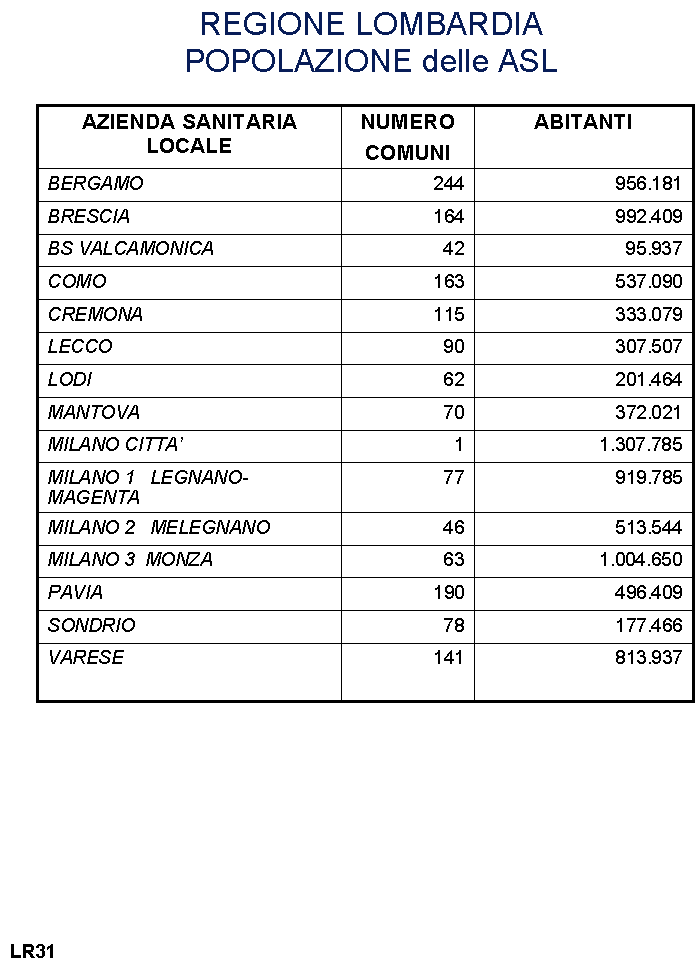 REGIONE LOMBARDIA
POPOLAZIONE delle ASL
AZIENDA SANITARIA LOCALE NUMERO COMUNI ABITANTI
BERGAMO 244 956.181
BRESCIA 164 992.409
BS VALCAMONICA 42 95.937
COMO 163 537.090
CREMONA 115 333.079
LECCO 90 307.507
LODI 62 201.464
MANTOVA 70 372.021
MILANO CITTA' 1 1.307.785
MILANO 1 LEGNANO- 77 919.785
MAGENTA
MILANO 2 MELEGNANO 46 513.544
MILANO 3 MONZA 63 1.004.650
PAVIA 190 496.409
SONDRIO 78 177.466
VARESE 141 813.937
LR31